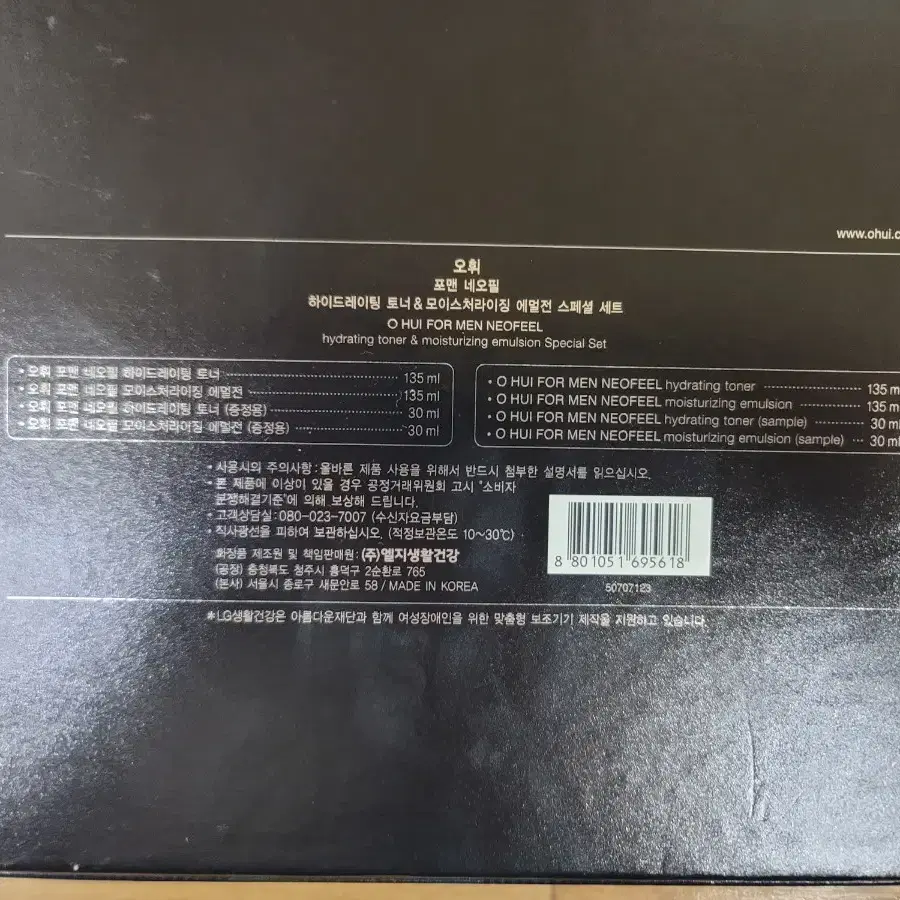 www.ohui.c
오휘
포맨 네오필
하이드레이팅 토너 & 모이스처라이징 에멀전 스페셜 세트
O HUI FOR MEN NEOFEEL
hydrating toner & moisturizing emulsion Special Set
• 오휘 포맨 네오필 하이드레이팅 토너 135 ml
• 오휘 포맨 네오필 모이스처라이징 에멀전 135 ml
• 오휘 포맨 네오필 하이드레이팅 토너 (증정용) 30 ml
• 오휘 포맨 네오필 모이스처라이징 에멀전 (증정용) 30 ml
• O HUI FOR MEN NEOFEEL hydrating toner 135 ml
• O HUI FOR MEN NEOFEEL moisturizing emulsion 135 m
• O HUI FOR MEN NEOFEEL hydrating toner (sample) 30 m
• O HUI FOR MEN NEOFEEL moisturizing emulsion (sample) 30 m
• 사용시의 주의사항 : 올바른 제품 사용을 위해서 반드시 첨부한 설명서를 읽으십시오.
• 본 제품에 이상이 있을 경우 공정거래위원회 고시 "소비자
분쟁해결기준"에 의해 보상해 드립니다.
• 고객상담실 : 080-023-7007 (수신자요금부담)
• 직사광선을 피하여 보관하십시오. (적정보관온도 10~30℃)
화장품 제조원 및 책임판매원 : (주)엘지생활건강
(공장) 충청북도 청주시 흥덕구 2순환로 765
(본사) 서울시 종로구 새문안로 58 / MADE IN KOREA
8 801051 695618
50707123
*LG생활건강은 아름다운재단과 함께 여성장애인을 위한 맞춤형 보조기기 제작을 지원하고 있습니다.